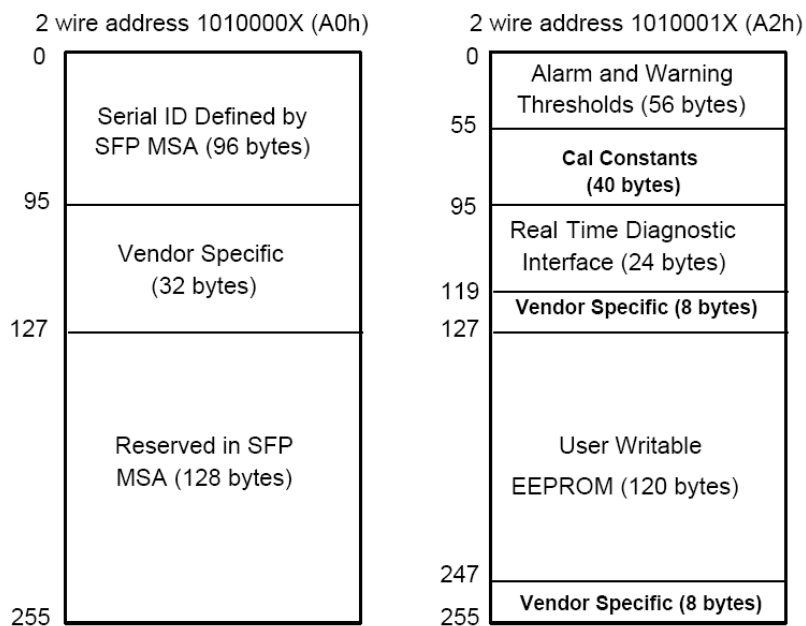 2 wire address 1010000X (A0h)
0
Serial ID Defined by
SFP MSA (96 bytes)
95
Vendor Specific
(32 bytes)
127
Reserved in SFP
MSA (128 bytes)
255
2 wire address 1010001X (A2h)
0
Alarm and Warning
Thresholds (56 bytes)
55
Cal Constants
(40 bytes)
95
Real Time Diagnostic
Interface (24 bytes)
119
Vendor Specific (8 bytes)
127
User Writable
EEPROM (120 bytes)
247
Vendor Specific (8 bytes)
255